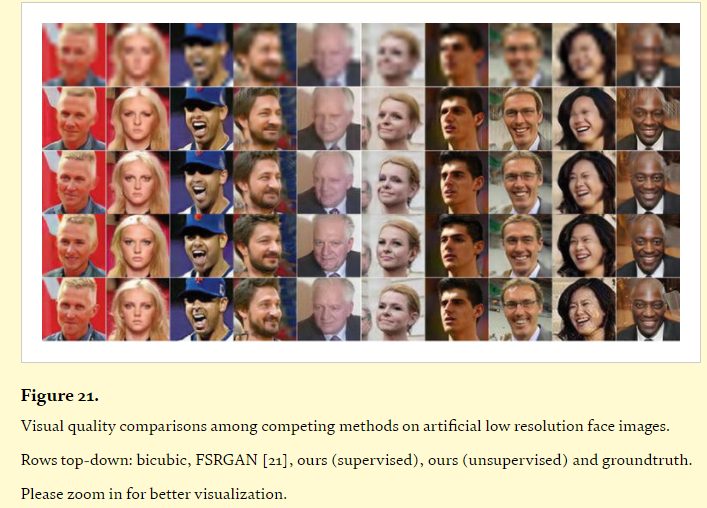 Figure 21.
Visual quality comparisons among competing methods on artificial low resolution face images.
Rows top-down: bicubic, FSRGAN [21], ours (supervised), ours (unsupervised) and groundtruth.
Please zoom in for better visualization.